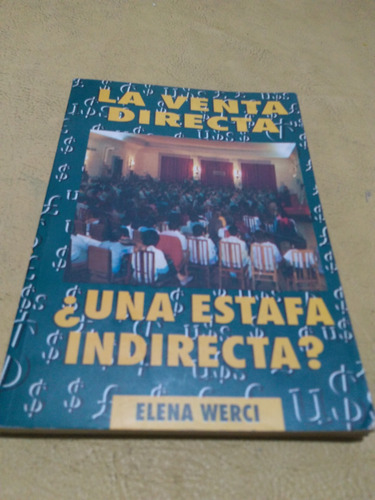 LA VENTA
DIRECTA
¿UNA ESTAFA
INDIRECTA?
ELENA WERCI